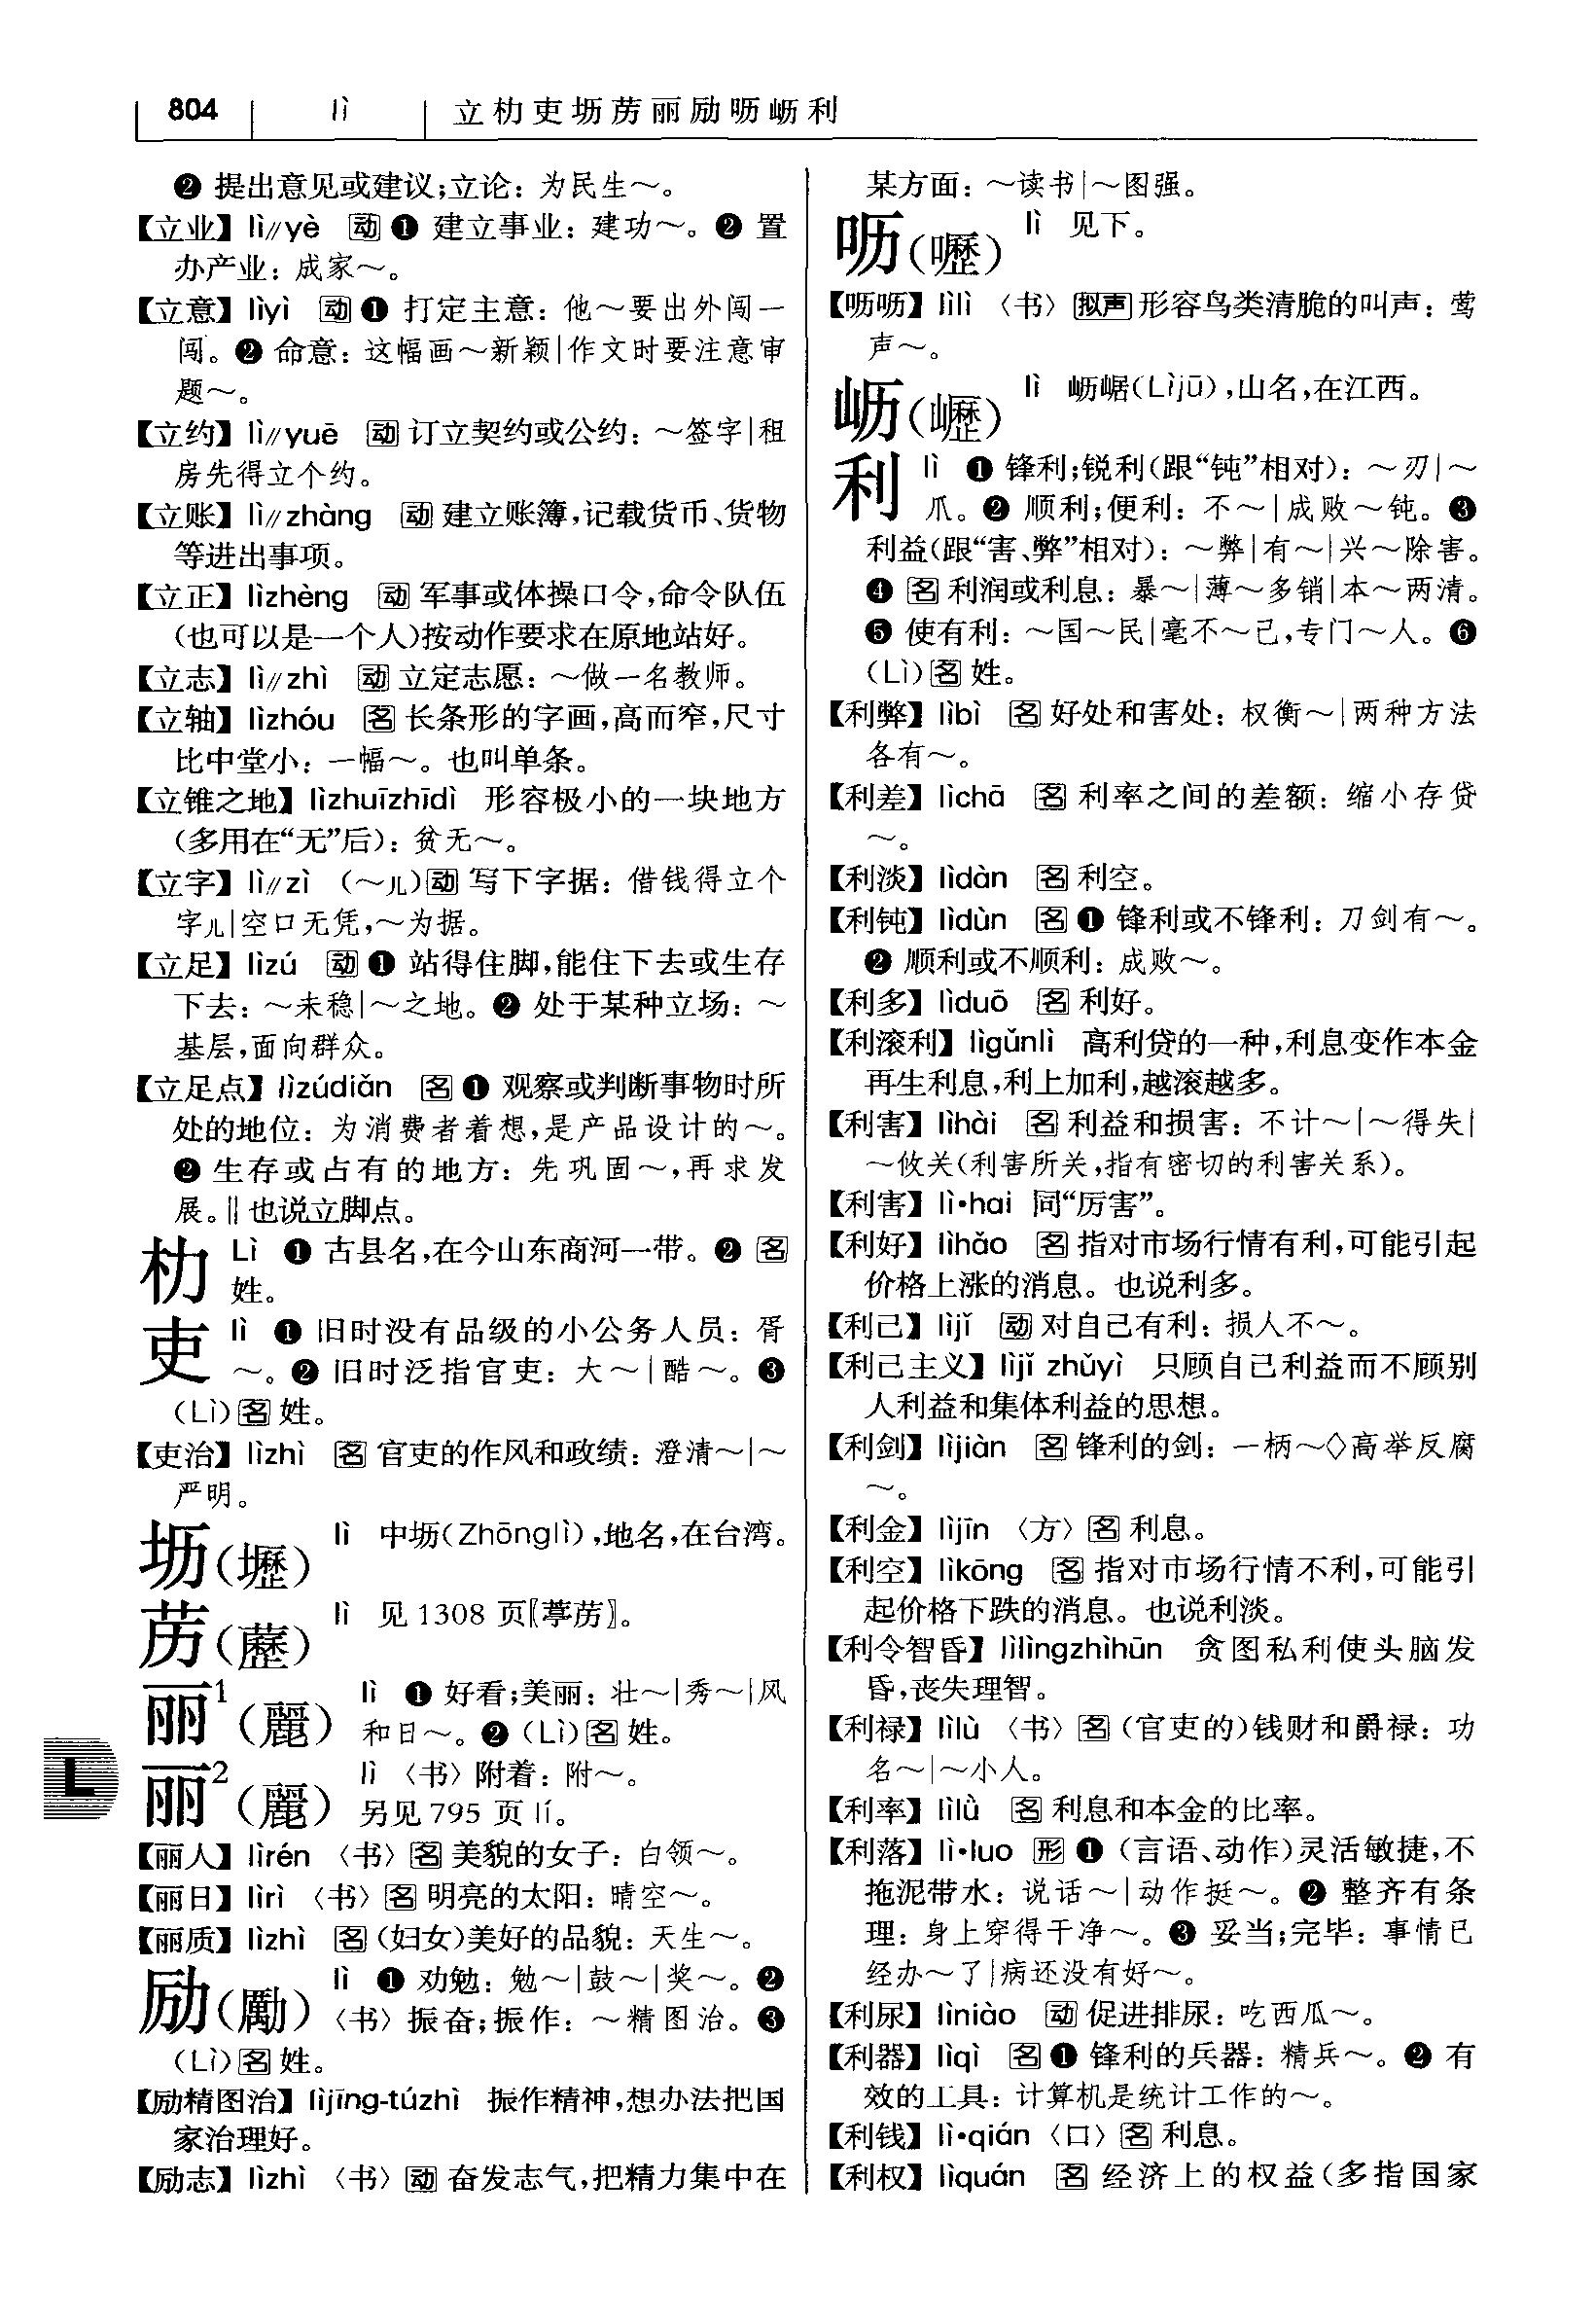 804 lì 立朸吏坜苈丽励呖岍利
❷ 提出意见或建议;立论：为民生～。
【立业】lì∥yè 动❶ 建立事业：建功～。❷ 置
办产业：成家～。
【立意】lìyì 动❶ 打定主意：他～要出外闯一
闯。❷ 命意：这幅画～新颖|作文时要注意审
题～。
【立约】lì∥yuē 动 订立契约或公约：～签字|租
房先得立个约。
【立账】lì∥zhàng 动 建立账簿,记载货币、货物
等进出事项。
【立正】lìzhèng 动 军事或体操口令,命令队伍
(也可以是一个人)按动作要求在原地站好。
【立志】lì∥zhì 动 立定志愿：～做一名教师。
【立轴】lìzhóu 名 长条形的字画,高而窄,尺寸
比中堂小：一幅～。也叫单条。
【立锥之地】lìzhuīzhīdì 形容极小的一块地方
(多用在“无”后)：贫无～。
【立字】lì∥zì (～儿)动 写下字据：借钱得立个
字儿|空口无凭,～为据。
【立足】lìzú 动❶ 站得住脚,能住下去或生存
下去：～未稳|～之地。❷ 处于某种立场：～
基层,面向群众。
【立足点】lìzúdiǎn 名❶ 观察或判断事物时所
处的地位：为消费者着想,是产品设计的～。
❷ 生存或占有的地方：先巩固～,再求发
展。‖也说立脚点。
朸 Lì ❶ 古县名,在今山东商河一带。❷ 名
姓。
吏 lì ❶ 旧时没有品级的小公务人员：胥
～。❷ 旧时泛指官吏：大～|酷～。❸
(Lì)名 姓。
【吏治】lìzhì 名 官吏的作风和政绩：澄清～|～
严明。
坜(壢) lì 中坜(Zhōnglì),地名,在台湾。
苈(藶) lì 见 1308 页〖葶苈〗。
丽¹(麗) lì ❶ 好看;美丽：壮～|秀～|风
和日～。❷ (Lì)名 姓。
丽²(麗) lì 〈书〉附着：附～。
另见 795 页 lí。
【丽人】lìrén 〈书〉名 美貌的女子：白领～。
【丽日】lìrì 〈书〉名 明亮的太阳：晴空～。
【丽质】lìzhì 名 (妇女)美好的品貌：天生～。
励(勵) lì ❶ 劝勉：勉～|鼓～|奖～。❷
〈书〉振奋;振作：～精图治。❸
(Lì)名 姓。
【励精图治】lìjīng-túzhì 振作精神,想办法把国
家治理好。
【励志】lìzhì 〈书〉动 奋发志气,把精力集中在
L
某方面：～读书|～图强。
呖(嚦) lì 见下。
【呖呖】lìlì 〈书〉拟声 形容鸟类清脆的叫声：莺
声～。
㟃(㠣) lì 㟃崌(Lìjū),山名,在江西。
利 lì ❶ 锋利;锐利(跟“钝”相对)：～刃|～
爪。❷ 顺利;便利：不～|成败～钝。❸
利益(跟“害、弊”相对)：～弊|有～|兴～除害。
❹ 名 利润或利息：暴～|薄～多销|本～两清。
❺ 使有利：～国～民|毫不～己,专门～人。❻
(Lì)名 姓。
【利弊】lìbì 名 好处和害处：权衡～|两种方法
各有～。
【利差】lìchā 名 利率之间的差额：缩小存贷
～。
【利淡】lìdàn 名 利空。
【利钝】lìdùn 名❶ 锋利或不锋利：刀剑有～。
❷ 顺利或不顺利：成败～。
【利多】lìduō 名 利好。
【利滚利】lìgǔnlì 高利贷的一种,利息变作本金
再生利息,利上加利,越滚越多。
【利害】lìhài 名 利益和损害：不计～|～得失|
～攸关(利害所关,指有密切的利害关系)。
【利害】lì·hai 同“厉害”。
【利好】lìhǎo 名 指对市场行情有利,可能引起
价格上涨的消息。也说利多。
【利己】lìjǐ 动 对自己有利：损人不～。
【利己主义】lìjǐ zhǔyì 只顾自己利益而不顾别
人利益和集体利益的思想。
【利剑】lìjiàn 名 锋利的剑：一柄～◇高举反腐
～。
【利金】lìjīn 〈方〉名 利息。
【利空】lìkōng 名 指对市场行情不利,可能引
起价格下跌的消息。也说利淡。
【利令智昏】lìlìngzhìhūn 贪图私利使头脑发
昏,丧失理智。
【利禄】lìlù 〈书〉名 (官吏的)钱财和爵禄：功
名～|～小人。
【利率】lìlǜ 名 利息和本金的比率。
【利落】lì·luo 形❶ (言语、动作)灵活敏捷,不
拖泥带水：说话～|动作挺～。❷ 整齐有条
理：身上穿得干净～。❸ 妥当;完毕：事情已
经办～了|病还没有好～。
【利尿】lìniào 动 促进排尿：吃西瓜～。
【利器】lìqì 名❶ 锋利的兵器：精兵～。❷ 有
效的工具：计算机是统计工作的～。
【利钱】lì·qián 〈口〉名 利息。
【利权】lìquán 名 经济上的权益(多指国家